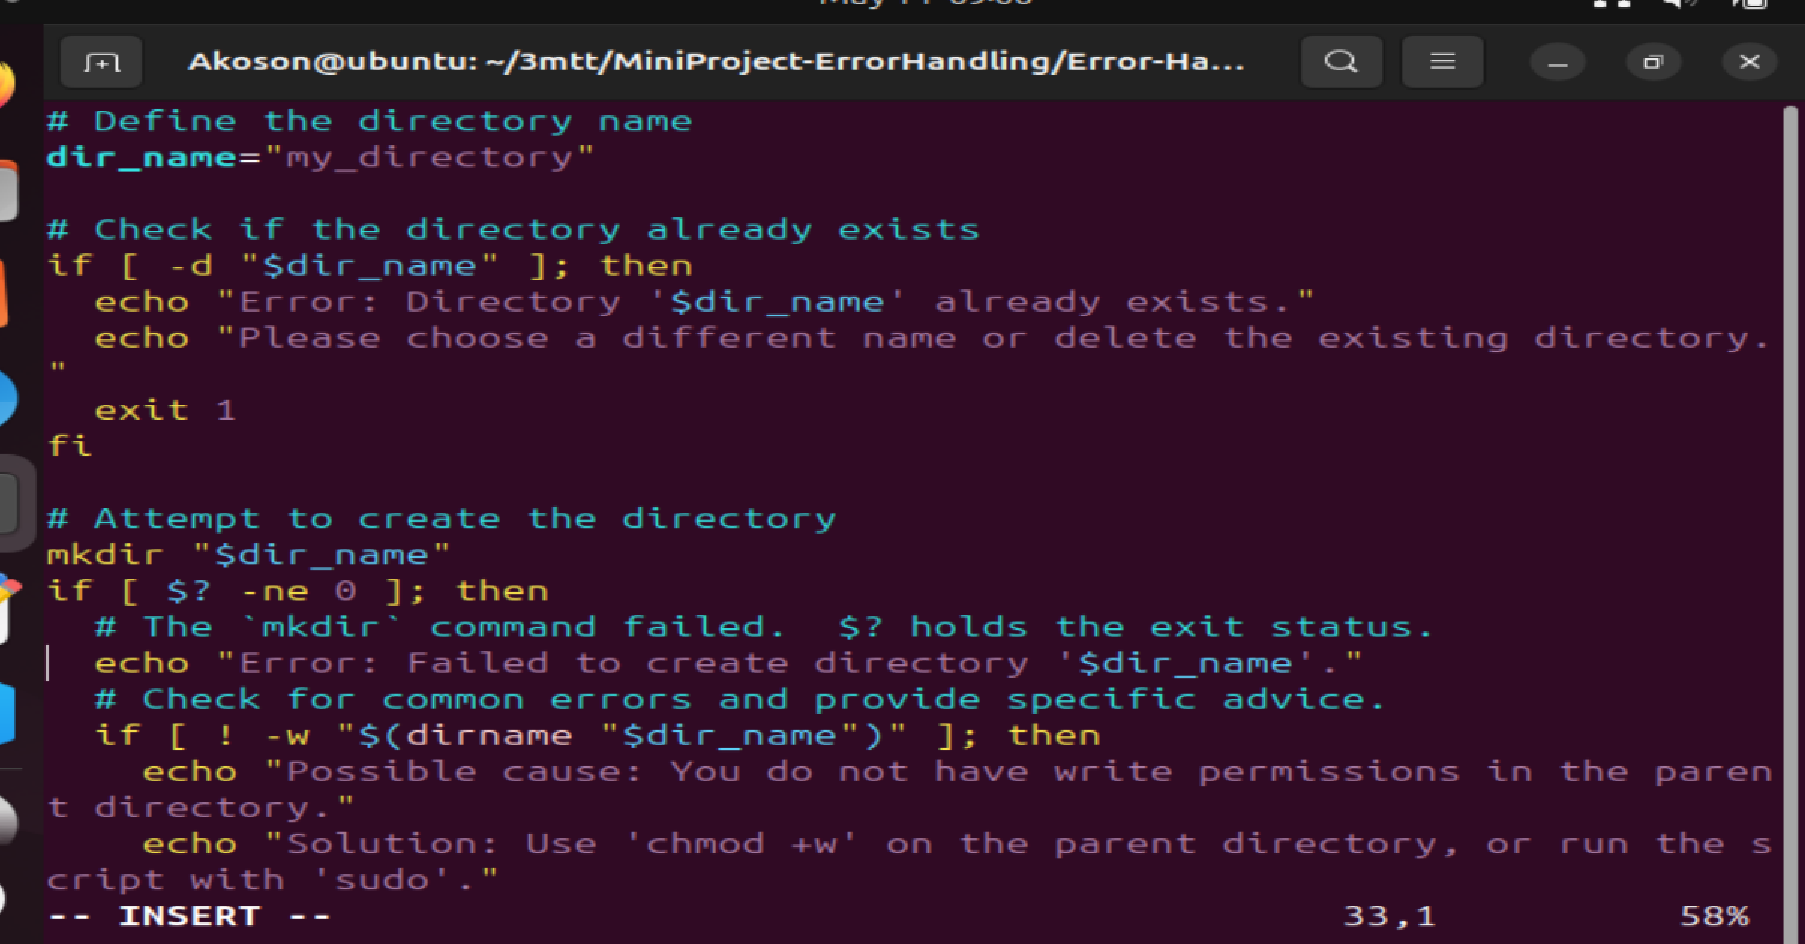 Akoson@ubuntu: ~/3mtt/MiniProject-ErrorHandling/Error-Ha...
# Define the directory name
dir_name="my_directory"
# Check if the directory already exists
if [ -d "$dir_name" ]; then
  echo "Error: Directory '$dir_name' already exists."
  echo "Please choose a different name or delete the existing directory.
"
  exit 1
fi
# Attempt to create the directory
mkdir "$dir_name"
if [ $? -ne 0 ]; then
  # The `mkdir` command failed.  $? holds the exit status.
  echo "Error: Failed to create directory '$dir_name'."
  # Check for common errors and provide specific advice.
  if [ ! -w "$(dirname "$dir_name")" ]; then
    echo "Possible cause: You do not have write permissions in the paren
t directory."
    echo "Solution: Use 'chmod +w' on the parent directory, or run the s
cript with 'sudo'."
-- INSERT -- 33,1 58%